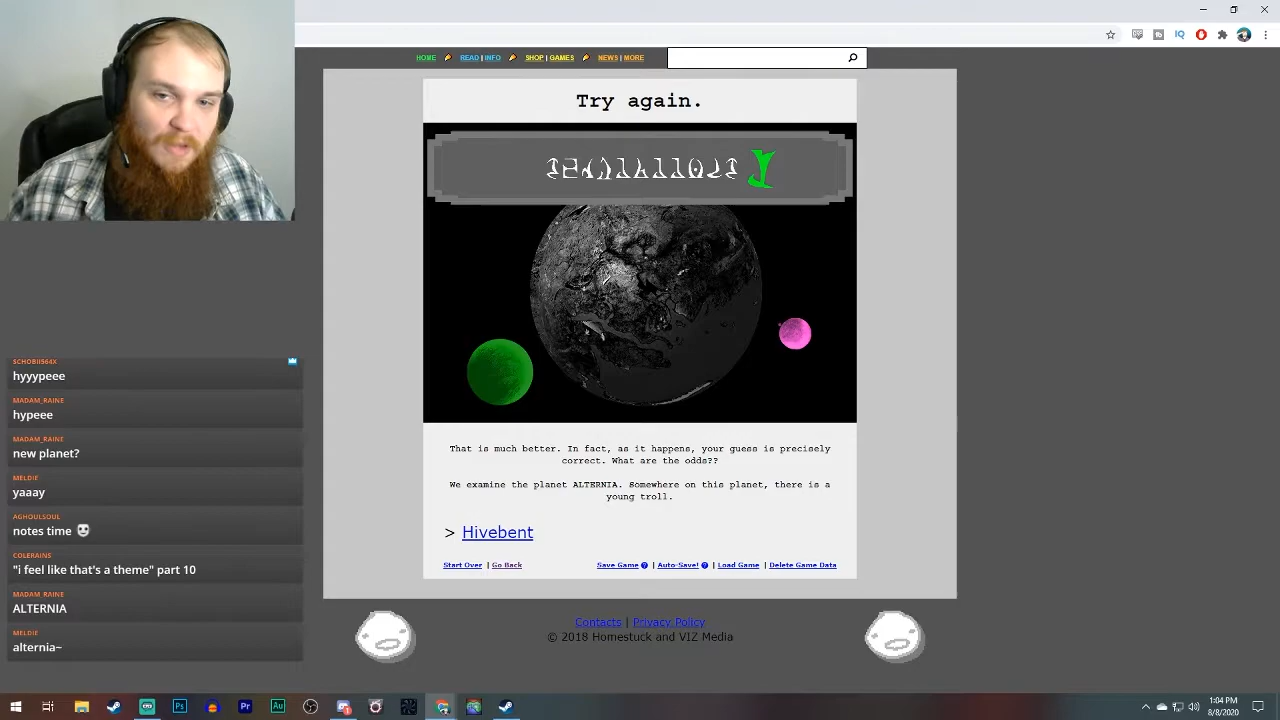 HOME READ | INFO SHOP | GAMES NEWS | MORE
Try again.
That is much better. In fact, as it happens, your guess is precisely
correct. What are the odds??
We examine the planet ALTERNIA. Somewhere on this planet, there is a
young troll.
> Hivebent
Start Over | Go Back Save Game ? | Auto-Save! ? | Load Game | Delete Game Data
Contacts | Privacy Policy
© 2018 Homestuck and VIZ Media
SCHOBII564X
hyyypeee
MADAM_RAINE
hypeee
MADAM_RAINE
new planet?
MELDIE
yaaay
AGHOULSOUL
notes time
COLERAINS
"i feel like that's a theme" part 10
MADAM_RAINE
ALTERNIA
MELDIE
alternia~
1:04 PM
8/8/2020